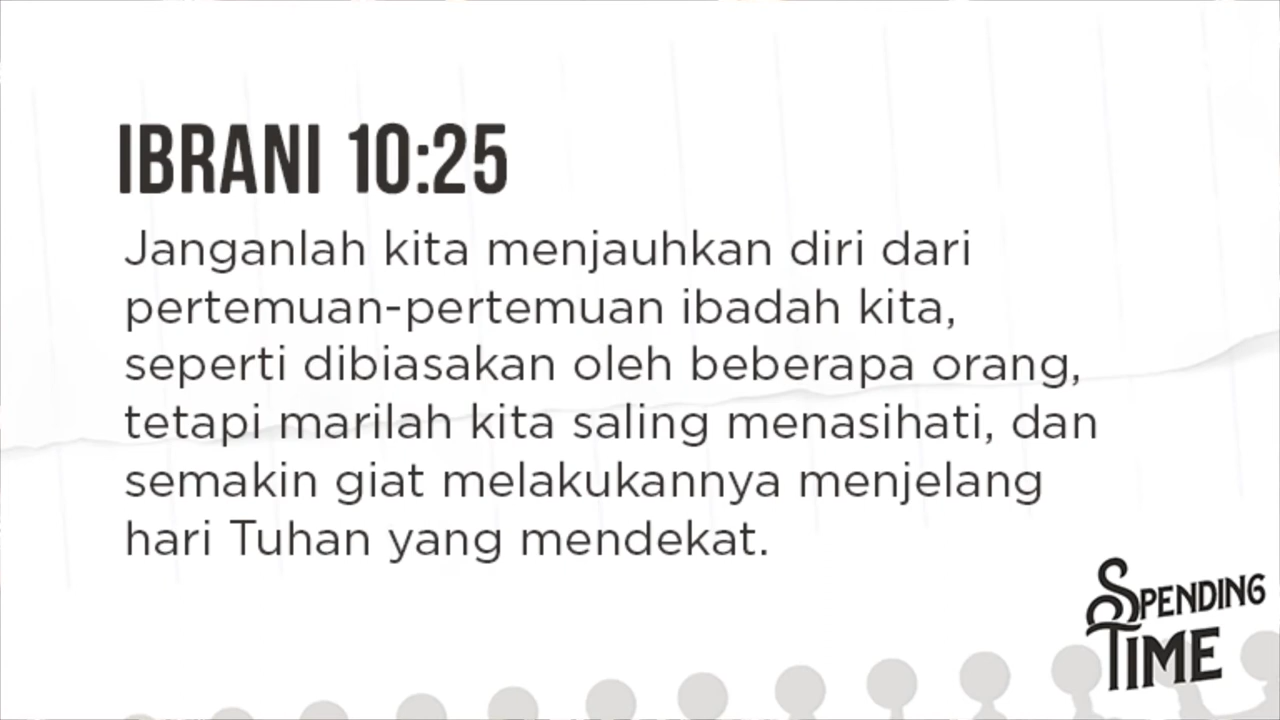 IBRANI 10:25
Janganlah kita menjauhkan diri dari
pertemuan-pertemuan ibadah kita,
seperti dibiasakan oleh beberapa orang,
tetapi marilah kita saling menasihati, dan
semakin giat melakukannya menjelang
hari Tuhan yang mendekat.
SPENDING
TIME